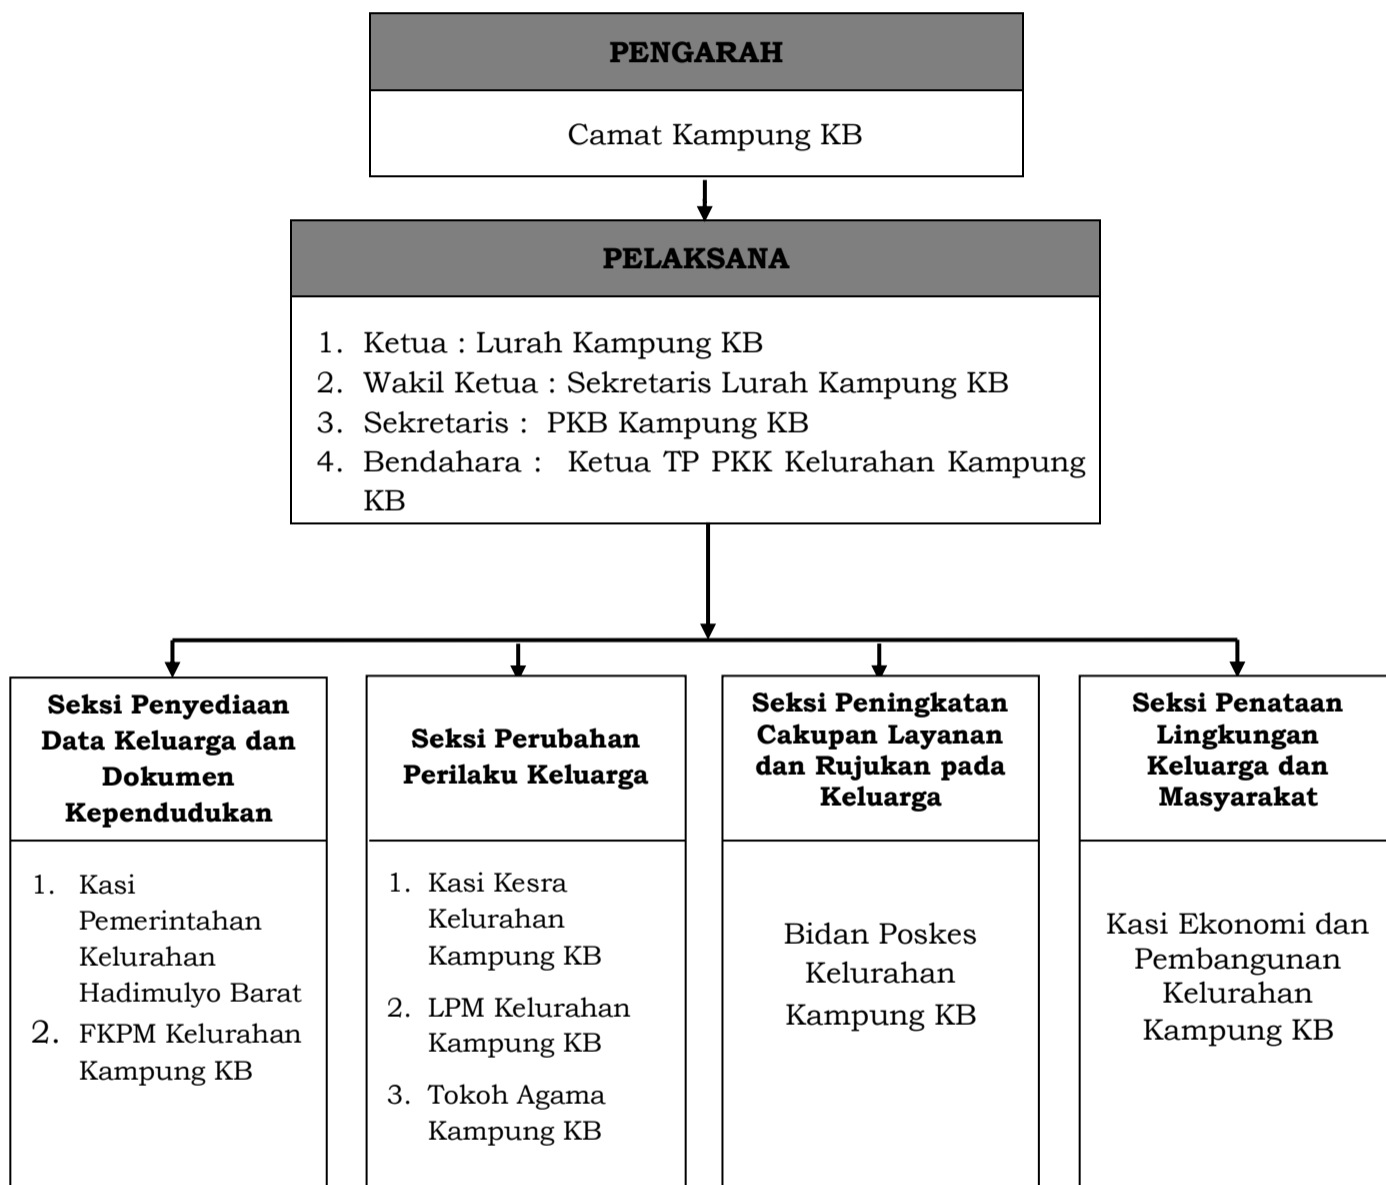 PENGARAH
Camat Kampung KB
PELAKSANA
1. Ketua : Lurah Kampung KB
2. Wakil Ketua : Sekretaris Lurah Kampung KB
3. Sekretaris : PKB Kampung KB
4. Bendahara : Ketua TP PKK Kelurahan Kampung
KB
Seksi Penyediaan
Data Keluarga dan
Dokumen
Kependudukan
1. Kasi
Pemerintahan
Kelurahan
Hadimulyo Barat
2. FKPM Kelurahan
Kampung KB
Seksi Perubahan
Perilaku Keluarga
1. Kasi Kesra
Kelurahan
Kampung KB
2. LPM Kelurahan
Kampung KB
3. Tokoh Agama
Kampung KB
Seksi Peningkatan
Cakupan Layanan
dan Rujukan pada
Keluarga
Bidan Poskes
Kelurahan
Kampung KB
Seksi Penataan
Lingkungan
Keluarga dan
Masyarakat
Kasi Ekonomi dan
Pembangunan
Kelurahan
Kampung KB